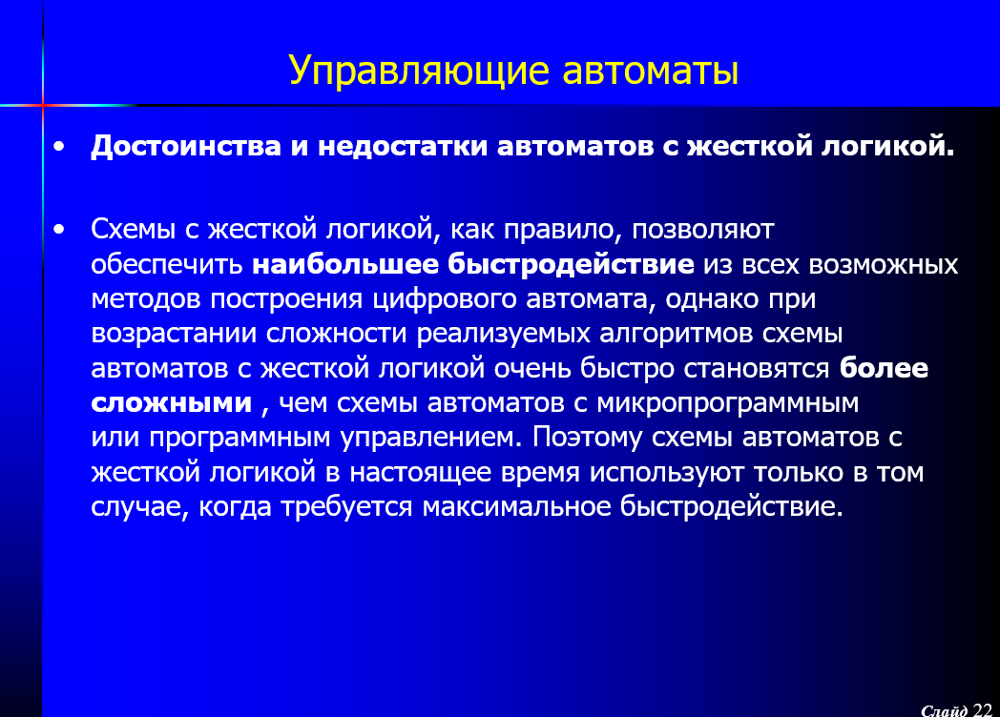 Управляющие автоматы
• Достоинства и недостатки автоматов с жесткой логикой.
• Схемы с жесткой логикой, как правило, позволяют
обеспечить наибольшее быстродействие из всех возможных
методов построения цифрового автомата, однако при
возрастании сложности реализуемых алгоритмов схемы
автоматов с жесткой логикой очень быстро становятся более
сложными , чем схемы автоматов с микропрограммным
или программным управлением. Поэтому схемы автоматов с
жесткой логикой в настоящее время используют только в том
случае, когда требуется максимальное быстродействие.
Слайд 22